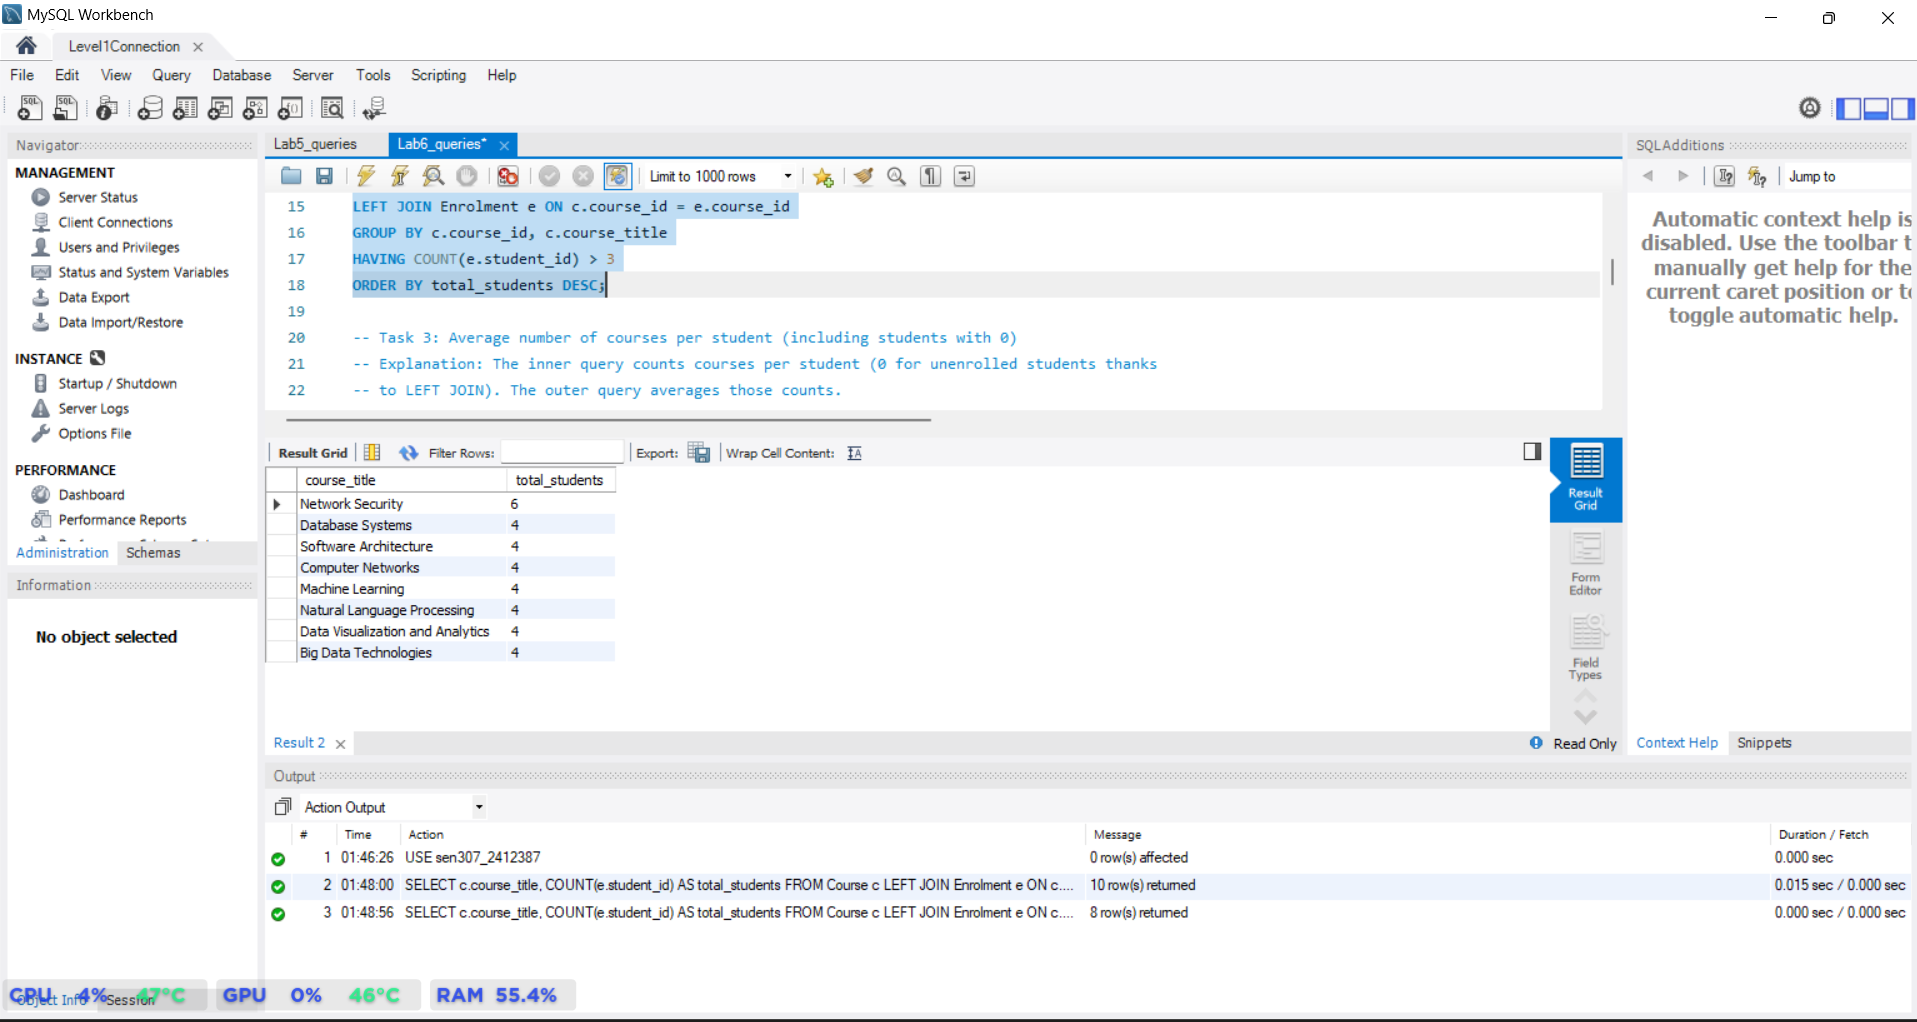 MySQL Workbench
Level1Connection
File Edit View Query Database Server Tools Scripting Help
Navigator
MANAGEMENT
Server Status
Client Connections
Users and Privileges
Status and System Variables
Data Export
Data Import/Restore
INSTANCE
Startup / Shutdown
Server Logs
Options File
PERFORMANCE
Dashboard
Performance Reports
Administration Schemas
Information
No object selected
Object Info Session
Lab5_queries Lab6_queries*
Limit to 1000 rows
15 LEFT JOIN Enrolment e ON c.course_id = e.course_id
16 GROUP BY c.course_id, c.course_title
17 HAVING COUNT(e.student_id) > 3
18 ORDER BY total_students DESC;
19
20 -- Task 3: Average number of courses per student (including students with 0)
21 -- Explanation: The inner query counts courses per student (0 for unenrolled students thanks
22 -- to LEFT JOIN). The outer query averages those counts.
Result Grid Filter Rows: Export: Wrap Cell Content:
course_title total_students
Network Security 6
Database Systems 4
Software Architecture 4
Computer Networks 4
Machine Learning 4
Natural Language Processing 4
Data Visualization and Analytics 4
Big Data Technologies 4
Result Grid
Form Editor
Field Types
Result 2
Read Only
SQLAdditions
Jump to
Automatic context help is
disabled. Use the toolbar t
manually get help for the
current caret position or to
toggle automatic help.
Context Help Snippets
Output
Action Output
# Time Action Message Duration / Fetch
1 01:46:26 USE sen307_2412387 0 row(s) affected 0.000 sec
2 01:48:00 SELECT c.course_title, COUNT(e.student_id) AS total_students FROM Course c LEFT JOIN Enrolment e ON c.... 10 row(s) returned 0.015 sec / 0.000 sec
3 01:48:56 SELECT c.course_title, COUNT(e.student_id) AS total_students FROM Course c LEFT JOIN Enrolment e ON c.... 8 row(s) returned 0.000 sec / 0.000 sec
CPU 4% 47°C GPU 0% 46°C RAM 55.4%